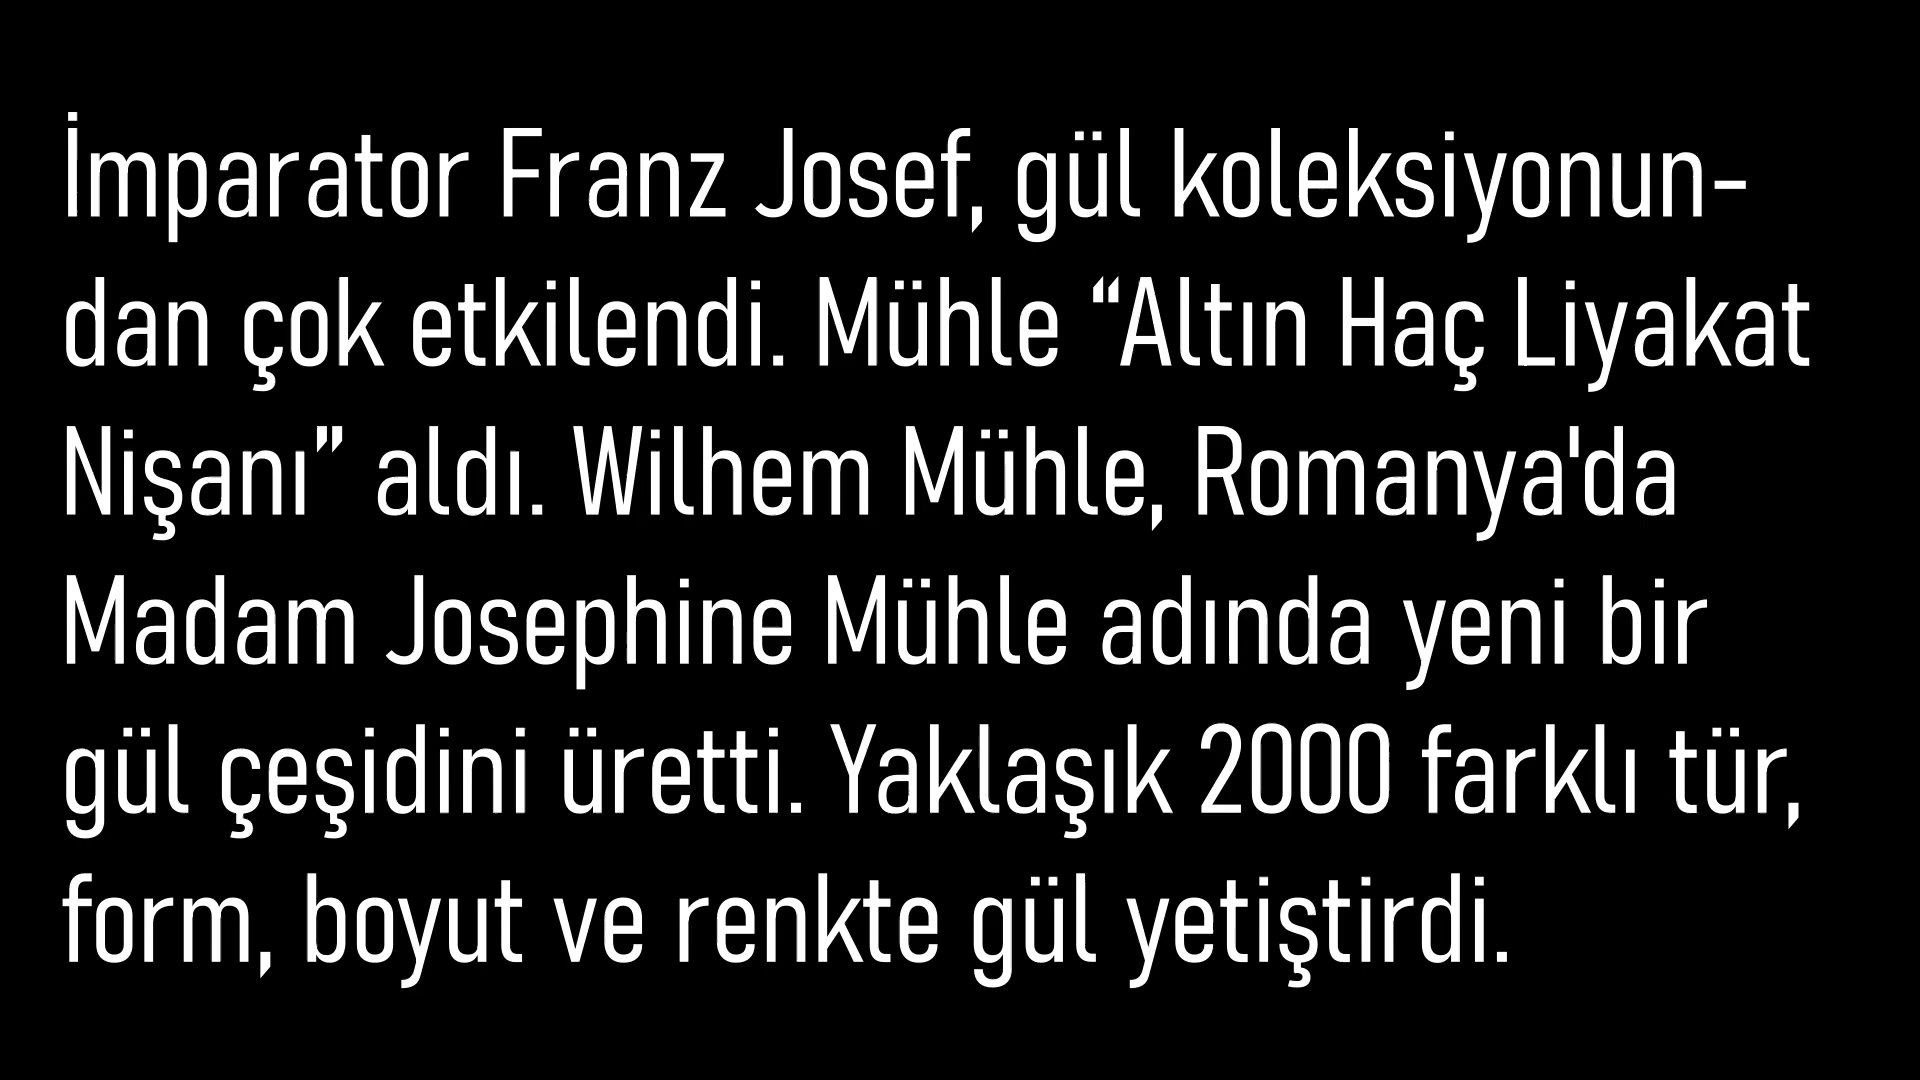 İmparator Franz Josef, gül koleksiyonun-
dan çok etkilendi. Mühle “Altın Haç Liyakat
Nişanı” aldı. Wilhem Mühle, Romanya'da
Madam Josephine Mühle adında yeni bir
gül çeşidini üretti. Yaklaşık 2000 farklı tür,
form, boyut ve renkte gül yetiştirdi.